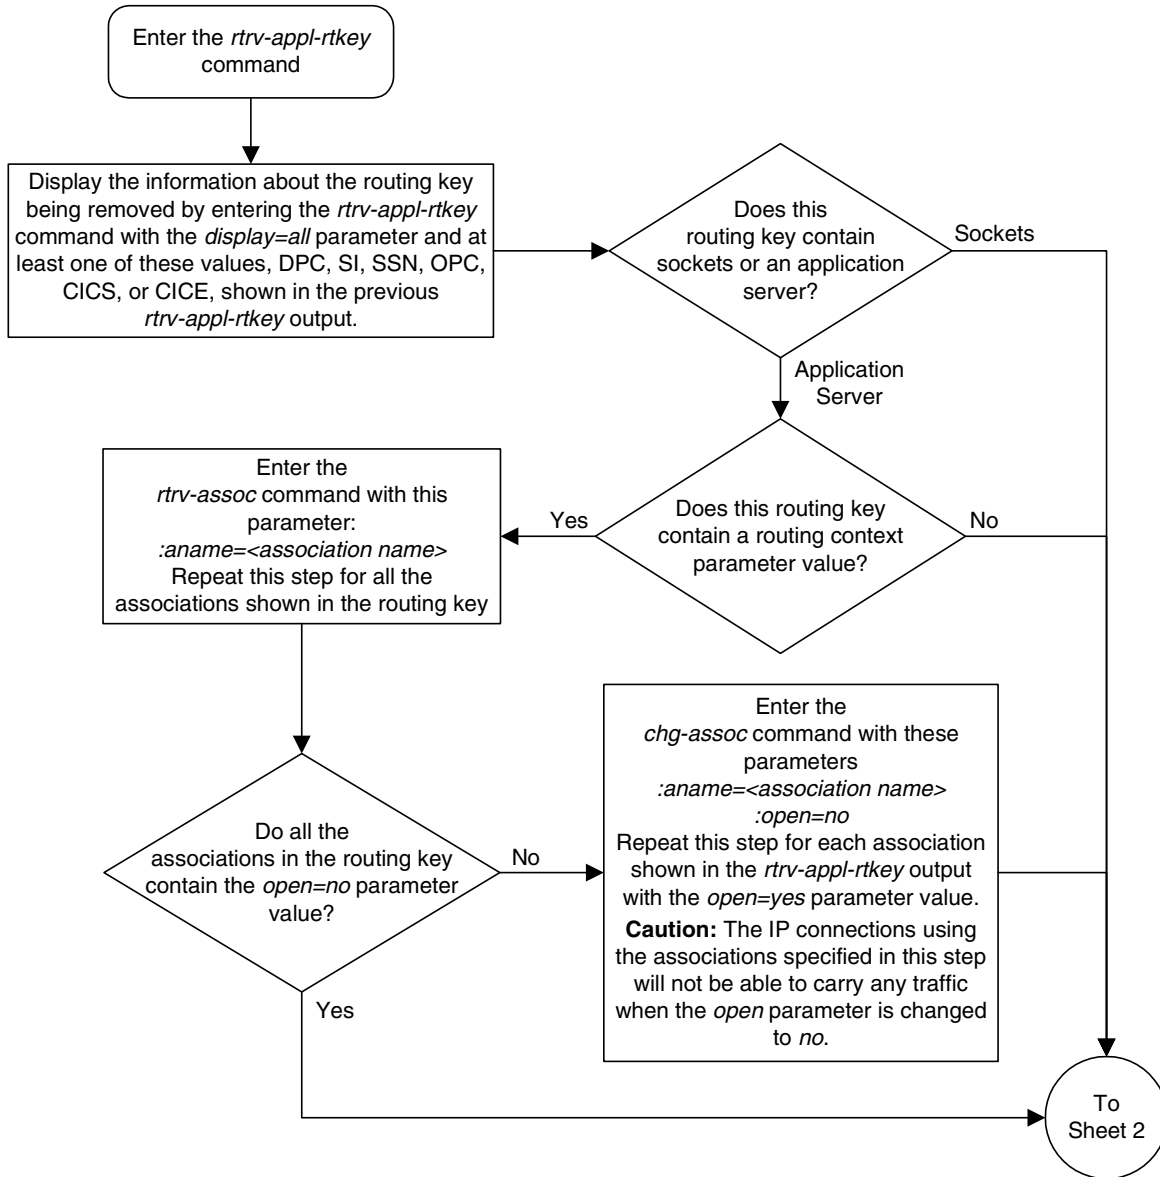 Enter the rtrv-appl-rtkey
command
Display the information about the routing key
being removed by entering the rtrv-appl-rtkey
command with the display=all parameter and at
least one of these values, DPC, SI, SSN, OPC,
CICS, or CICE, shown in the previous
rtrv-appl-rtkey output.
Does this
routing key contain
sockets or an application
server?
Sockets
Application
Server
Does this routing key
contain a routing context
parameter value?
Yes
No
Enter the
rtrv-assoc command with this
parameter:
:aname=<association name>
Repeat this step for all the
associations shown in the routing key
Do all the
associations in the routing key
contain the open=no parameter
value?
No
Yes
Enter the
chg-assoc command with these
parameters
:aname=<association name>
:open=no
Repeat this step for each association
shown in the rtrv-appl-rtkey output
with the open=yes parameter value.
Caution: The IP connections using
the associations specified in this step
will not be able to carry any traffic
when the open parameter is changed
to no.
To
Sheet 2